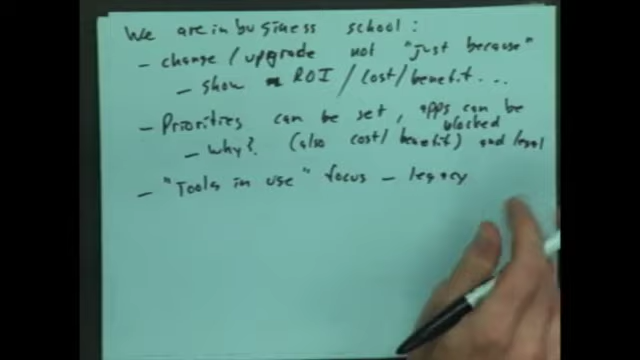 We are in business school:
- change/upgrade not "just because"
- show ROI/cost/benefit...
- Priorities can be set, apps can be blocked
- why? (also cost/benefit) and legal
- "Tools in use" focus - legacy